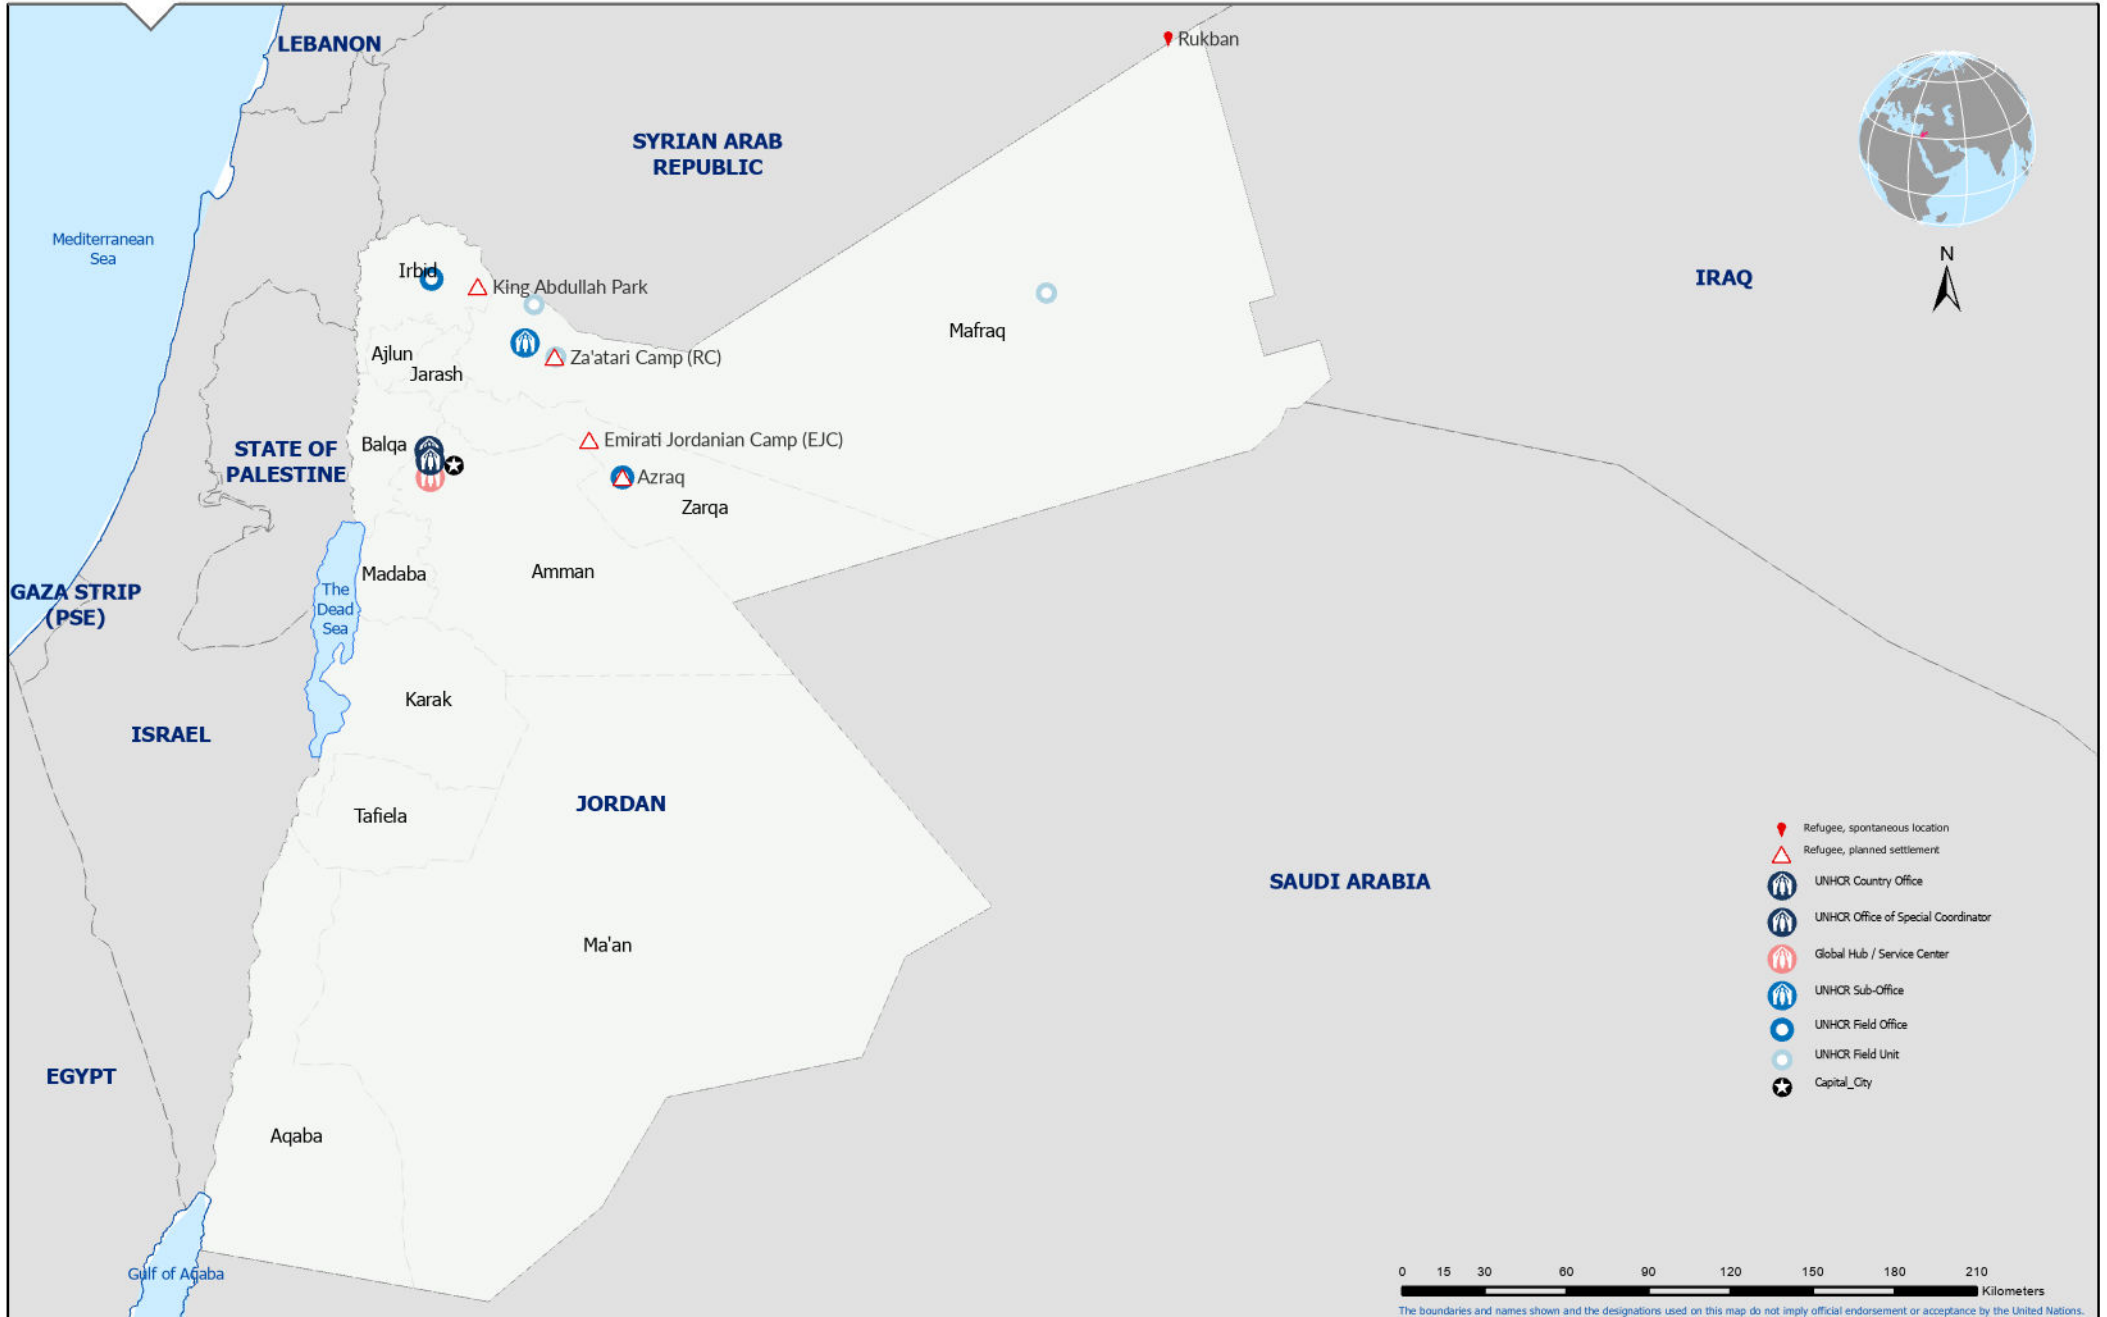 LEBANON
Rukban
SYRIAN ARAB
REPUBLIC
Mediterranean
Sea
N
IRAQ
Irbid
King Abdullah Park
Mafraq
Ajlun
Za'atari Camp (RC)
Jarash
Balqa
Emirati Jordanian Camp (EJC)
STATE OF
PALESTINE
Azraq
Zarqa
Madaba
Amman
GAZA STRIP
(PSE)
The
Dead
Sea
Karak
ISRAEL
JORDAN
Tafiela
SAUDI ARABIA
Ma'an
EGYPT
Aqaba
Gulf of Aqaba
Refugee, spontaneous location
Refugee, planned settlement
UNHCR Country Office
UNHCR Office of Special Coordinator
Global Hub / Service Center
UNHCR Sub-Office
UNHCR Field Office
UNHCR Field Unit
Capital_City
0 15 30 60 90 120 150 180 210
Kilometers
The boundaries and names shown and the designations used on this map do not imply official endorsement or acceptance by the United Nations.